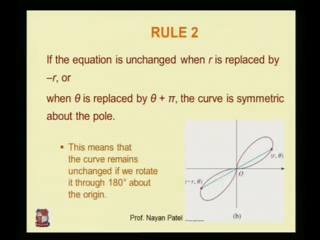 RULE 2
If the equation is unchanged when r is replaced by
–r, or
when θ is replaced by θ + π, the curve is symmetric
about the pole.
▪ This means that
the curve remains
unchanged if we rotate
it through 180° about
the origin.
(r, θ)
O
(−r, θ)
(b)
Prof. Nayan Patel